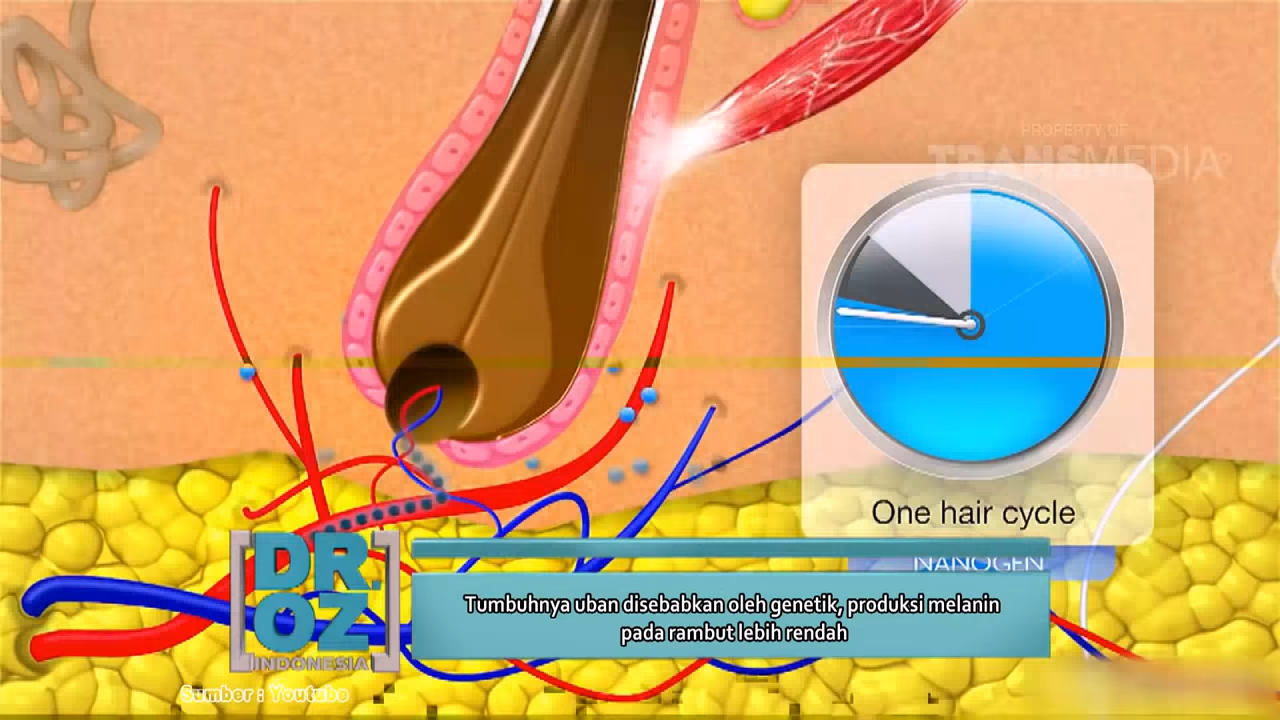 PROPERTY OF
TRANSMEDIA
One hair cycle
NANOGEN
DR.
OZ
INDONESIA
Tumbuhnya uban disebabkan oleh genetik, produksi melanin
pada rambut lebih rendah
Sumber : Youtube